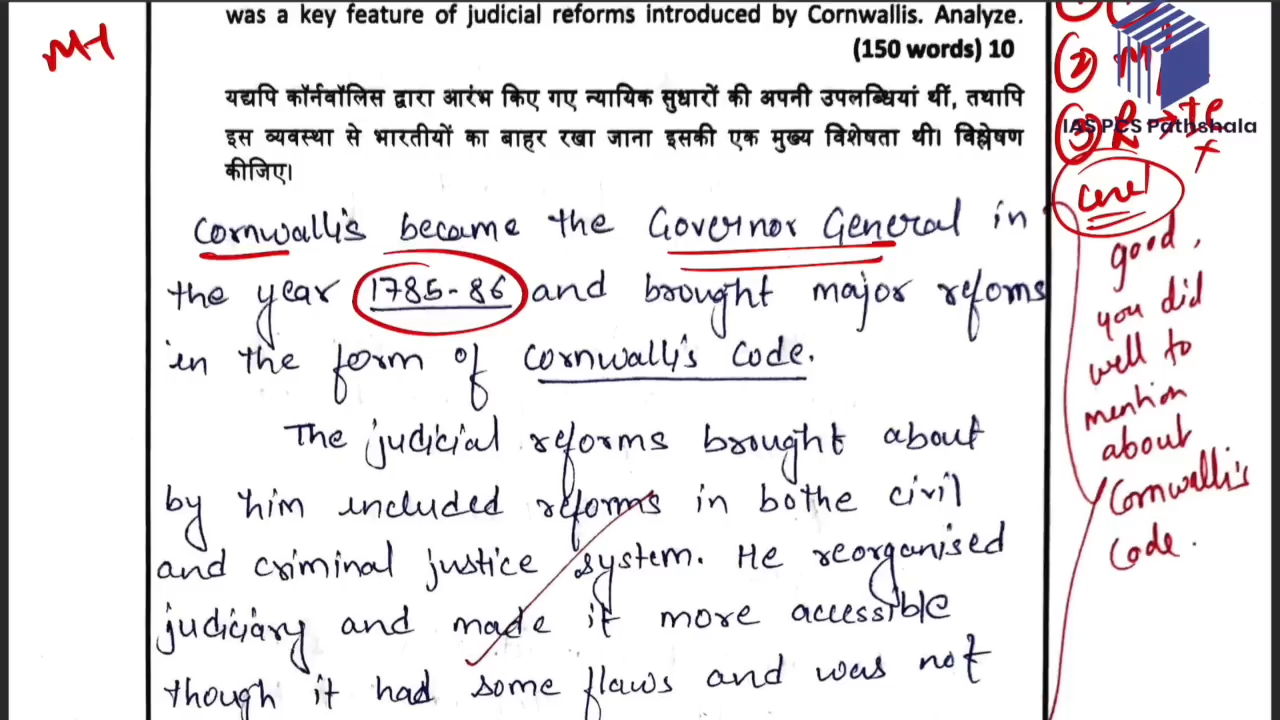 was a key feature of judicial reforms introduced by Cornwallis. Analyze.
(150 words) 10
यद्यपि कॉर्नवॉलिस द्वारा आरंभ किए गए न्यायिक सुधारों की अपनी उपलब्धियां थीं, तथापि
इस व्यवस्था से भारतीयों का बाहर रखा जाना इसकी एक मुख्य विशेषता थी। विश्लेषण
कीजिए।
Cornwallis became the Governor General in
the year 1785-86 and brought major reforms
in the form of Cornwallis Code.
The judicial reforms brought about
by him included reforms in bothe civil
and criminal justice system. He reorganised
judiciary and made it more accessible
though it had some flaws and was not
②
IAS PCS Pathshala
③
good,
you did
well to
mention
about
Cornwallis
Code.